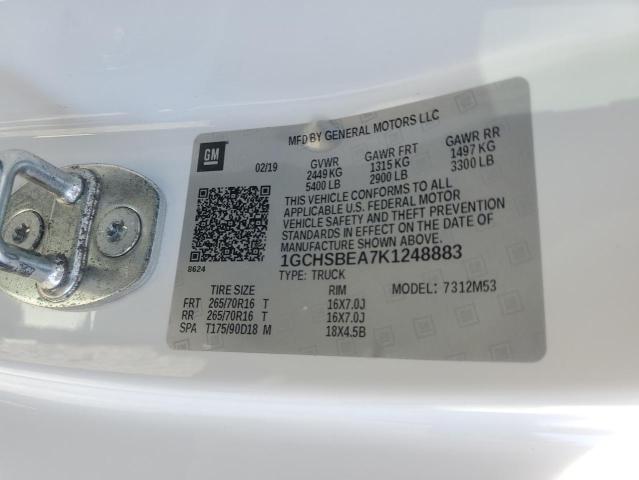 MFD BY GENERAL MOTORS LLC
GM
02/19
GVWR GAWR FRT GAWR RR
2449 KG 1315 KG 1497 KG
5400 LB 2900 LB 3300 LB
THIS VEHICLE CONFORMS TO ALL
APPLICABLE U.S. FEDERAL MOTOR
VEHICLE SAFETY AND THEFT PREVENTION
STANDARDS IN EFFECT ON THE DATE OF
MANUFACTURE SHOWN ABOVE.
8624
1GCHSBEA7K1248883
TYPE: TRUCK
TIRE SIZE RIM MODEL: 7312M53
FRT 265/70R16 T 16X7.0J
RR 265/70R16 T 16X7.0J
SPA T175/90D18 M 18X4.5B